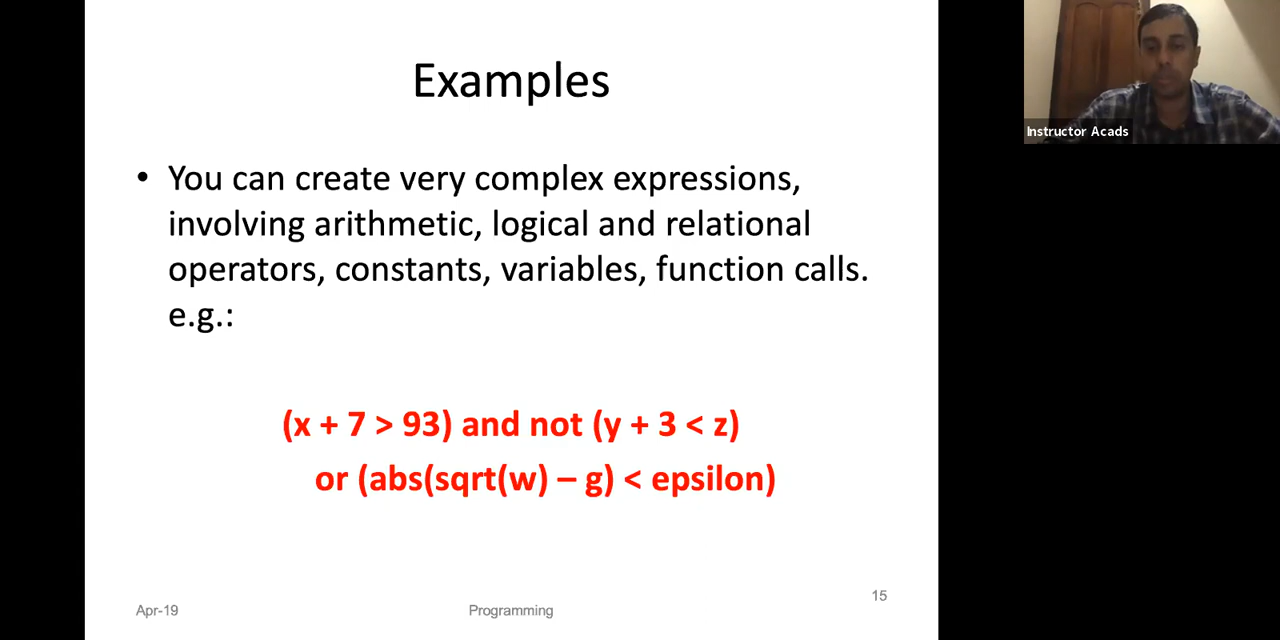 Examples
• You can create very complex expressions,
involving arithmetic, logical and relational
operators, constants, variables, function calls.
e.g.:
(x + 7 > 93) and not (y + 3 < z)
or (abs(sqrt(w) – g) < epsilon)
Apr-19
Programming
15
Instructor Acads